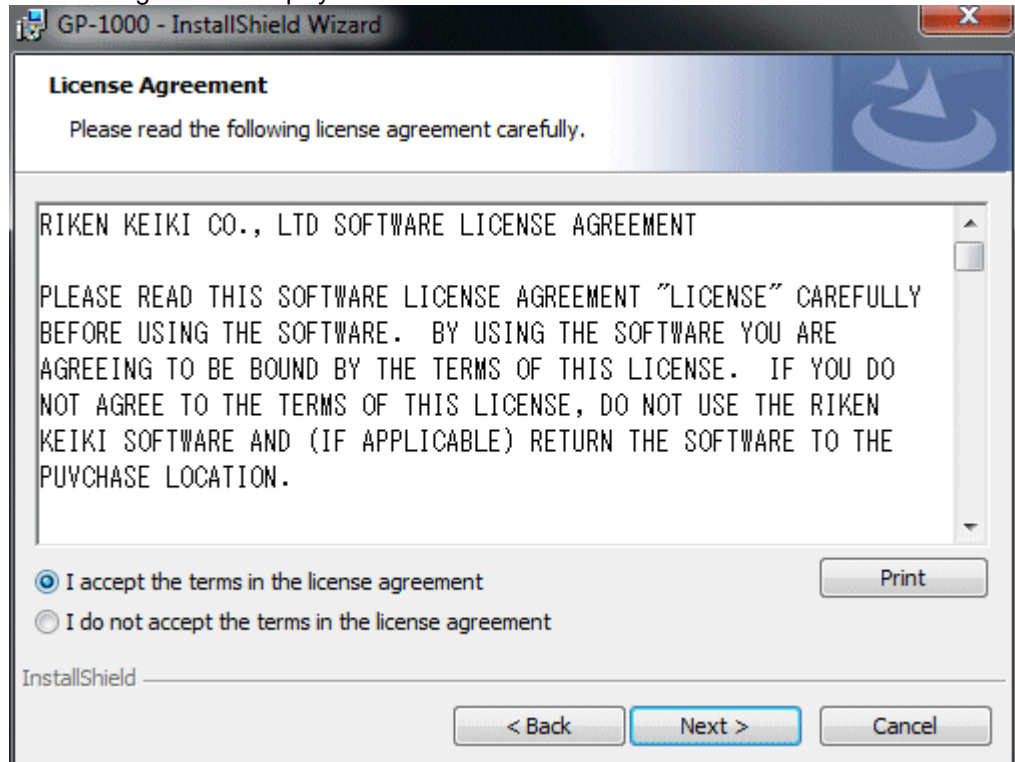 GP-1000 - InstallShield Wizard
License Agreement
Please read the following license agreement carefully.
RIKEN KEIKI CO., LTD SOFTWARE LICENSE AGREEMENT
PLEASE READ THIS SOFTWARE LICENSE AGREEMENT "LICENSE" CAREFULLY
BEFORE USING THE SOFTWARE. BY USING THE SOFTWARE YOU ARE
AGREEING TO BE BOUND BY THE TERMS OF THIS LICENSE. IF YOU DO
NOT AGREE TO THE TERMS OF THIS LICENSE, DO NOT USE THE RIKEN
KEIKI SOFTWARE AND (IF APPLICABLE) RETURN THE SOFTWARE TO THE
PUVCHASE LOCATION.
I accept the terms in the license agreement
Print
I do not accept the terms in the license agreement
InstallShield
< Back Next > Cancel